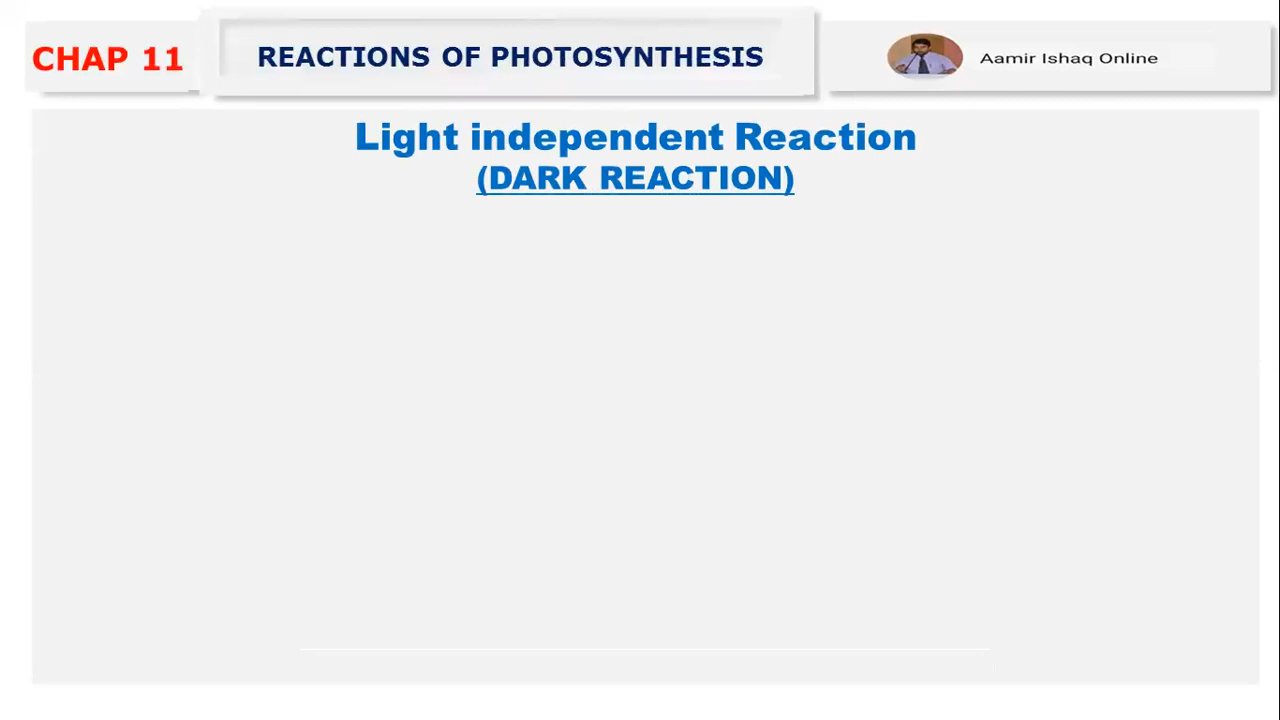 CHAP 11
REACTIONS OF PHOTOSYNTHESIS
Aamir Ishaq Online
Light independent Reaction
(DARK REACTION)